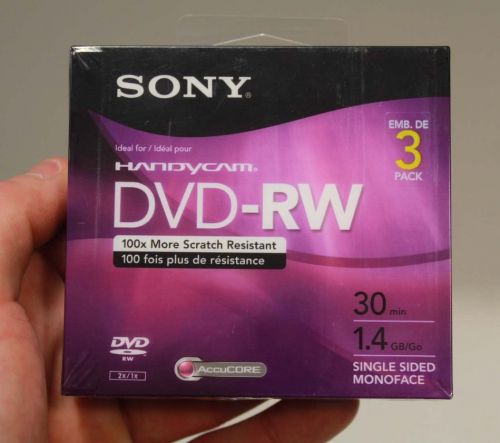 SONY®
EMB. DE
3
PACK
Ideal for / Idéal pour
HANDYCAM®
DVD-RW
100x More Scratch Resistant
100 fois plus de résistance
30 min
1.4 GB/Go
SINGLE SIDED
MONOFACE
DVD
RW
2x/1x
AccuCORE